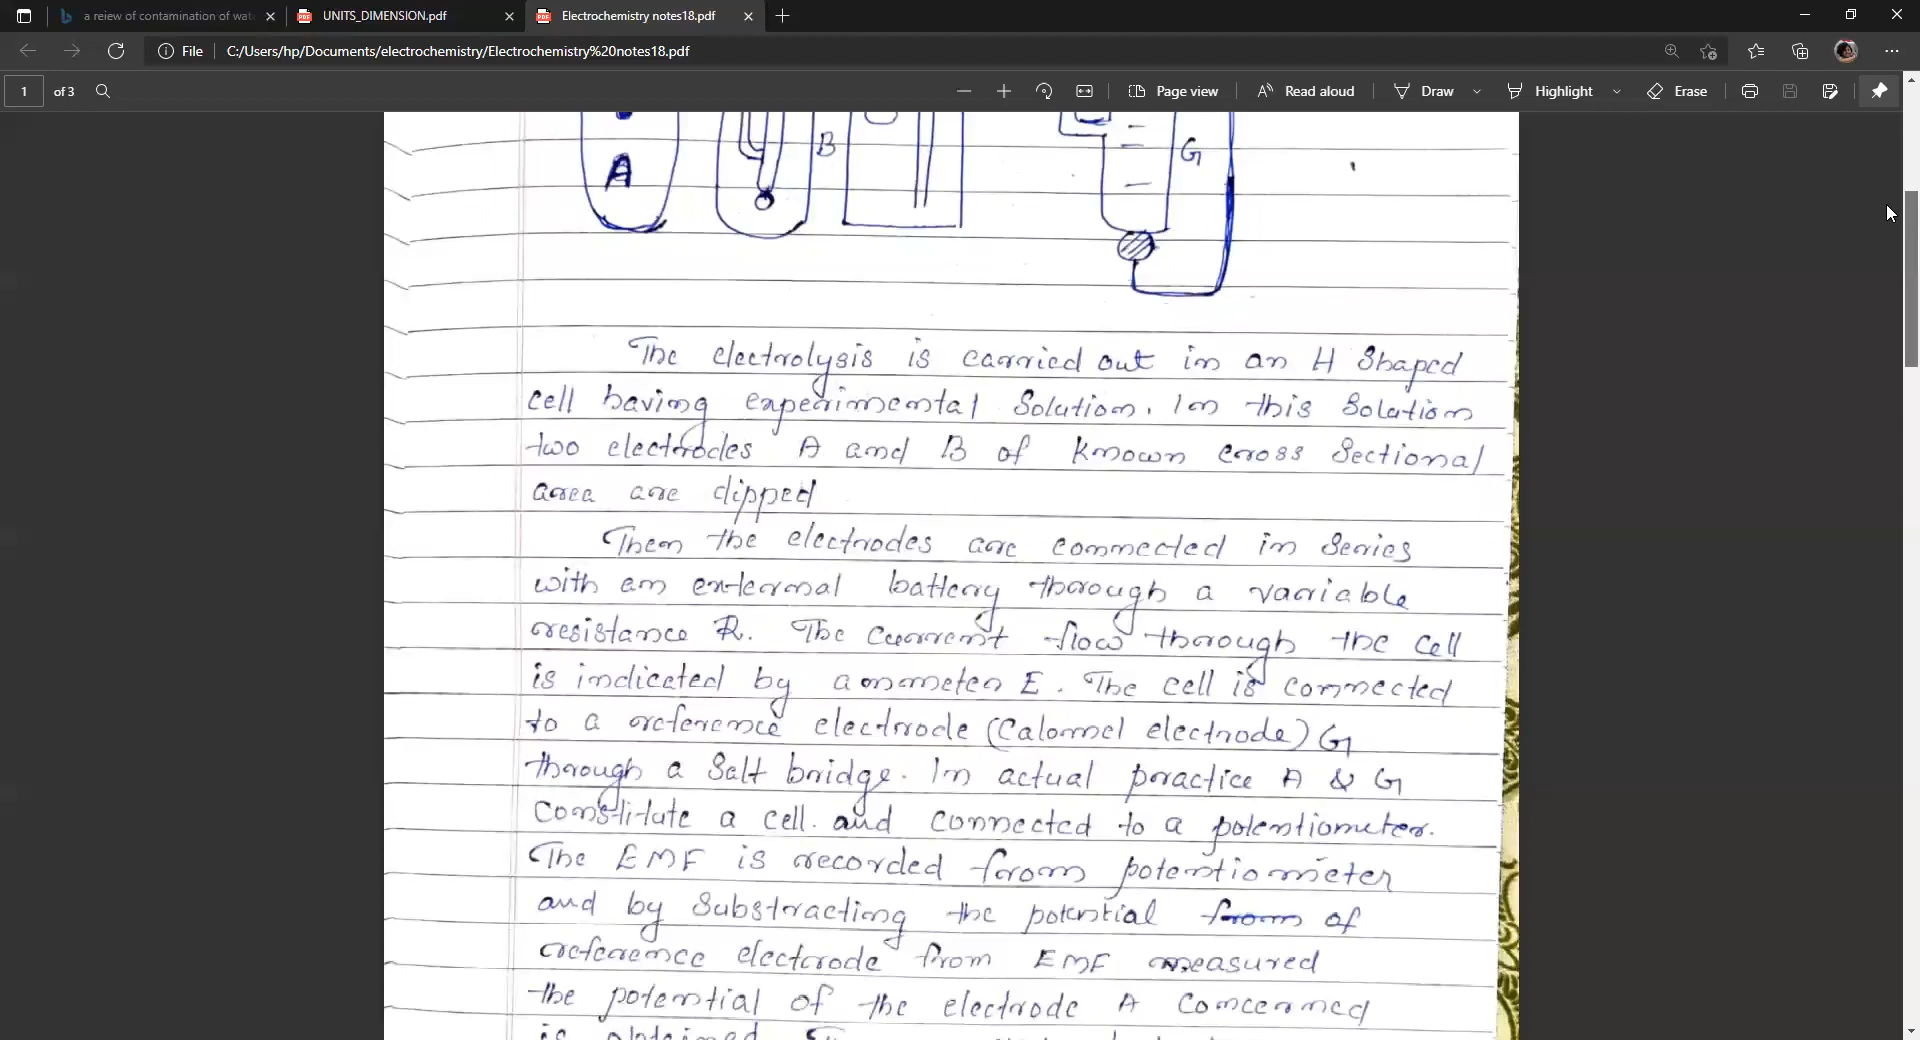 a reiew of contamination of wat
UNITS_DIMENSION.pdf
Electrochemistry notes18.pdf
File
C:/Users/hp/Documents/electrochemistry/Electrochemistry%20notes18.pdf
1 of 3
Page view
Read aloud
Draw
Highlight
Erase
A
B
G
The electrolysis is carried out in an H Shaped
cell having experimental Solution. In this Solution
two electrodes A and B of known cross Sectional
area are dipped
Then the electrodes are connected in Series
with an external battery through a variable
resistance R. The current flow through the cell
is indicated by ammeter E. The cell is connected
to a reference electrode (Calomel electrode) G
through a Salt bridge. In actual practice A & G
Constitute a cell. and connected to a potentiometer.
The EMF is recorded from potentiometer
and by Substracting the potential from of
reference electrode from EMF measured
the potential of the electrode A Concerned
is obtained